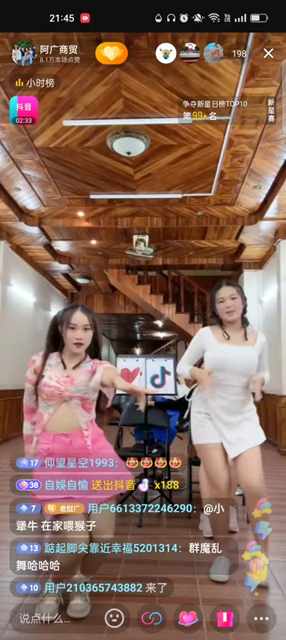 21:45
51
阿广商贸
8.1万本场点赞
198
小时榜
抖音
02:33
争夺新星日榜TOP10
第99+名
新星赛
17 仰望星空1993：
38 自娱自愉 送出抖音 x188
7 老财广 用户6613372246290：@小
犟牛 在家喂猴子
13 踮起脚尖靠近幸福5201314：群魔乱
舞哈哈哈
10 用户210365743882 来了
说点什么...